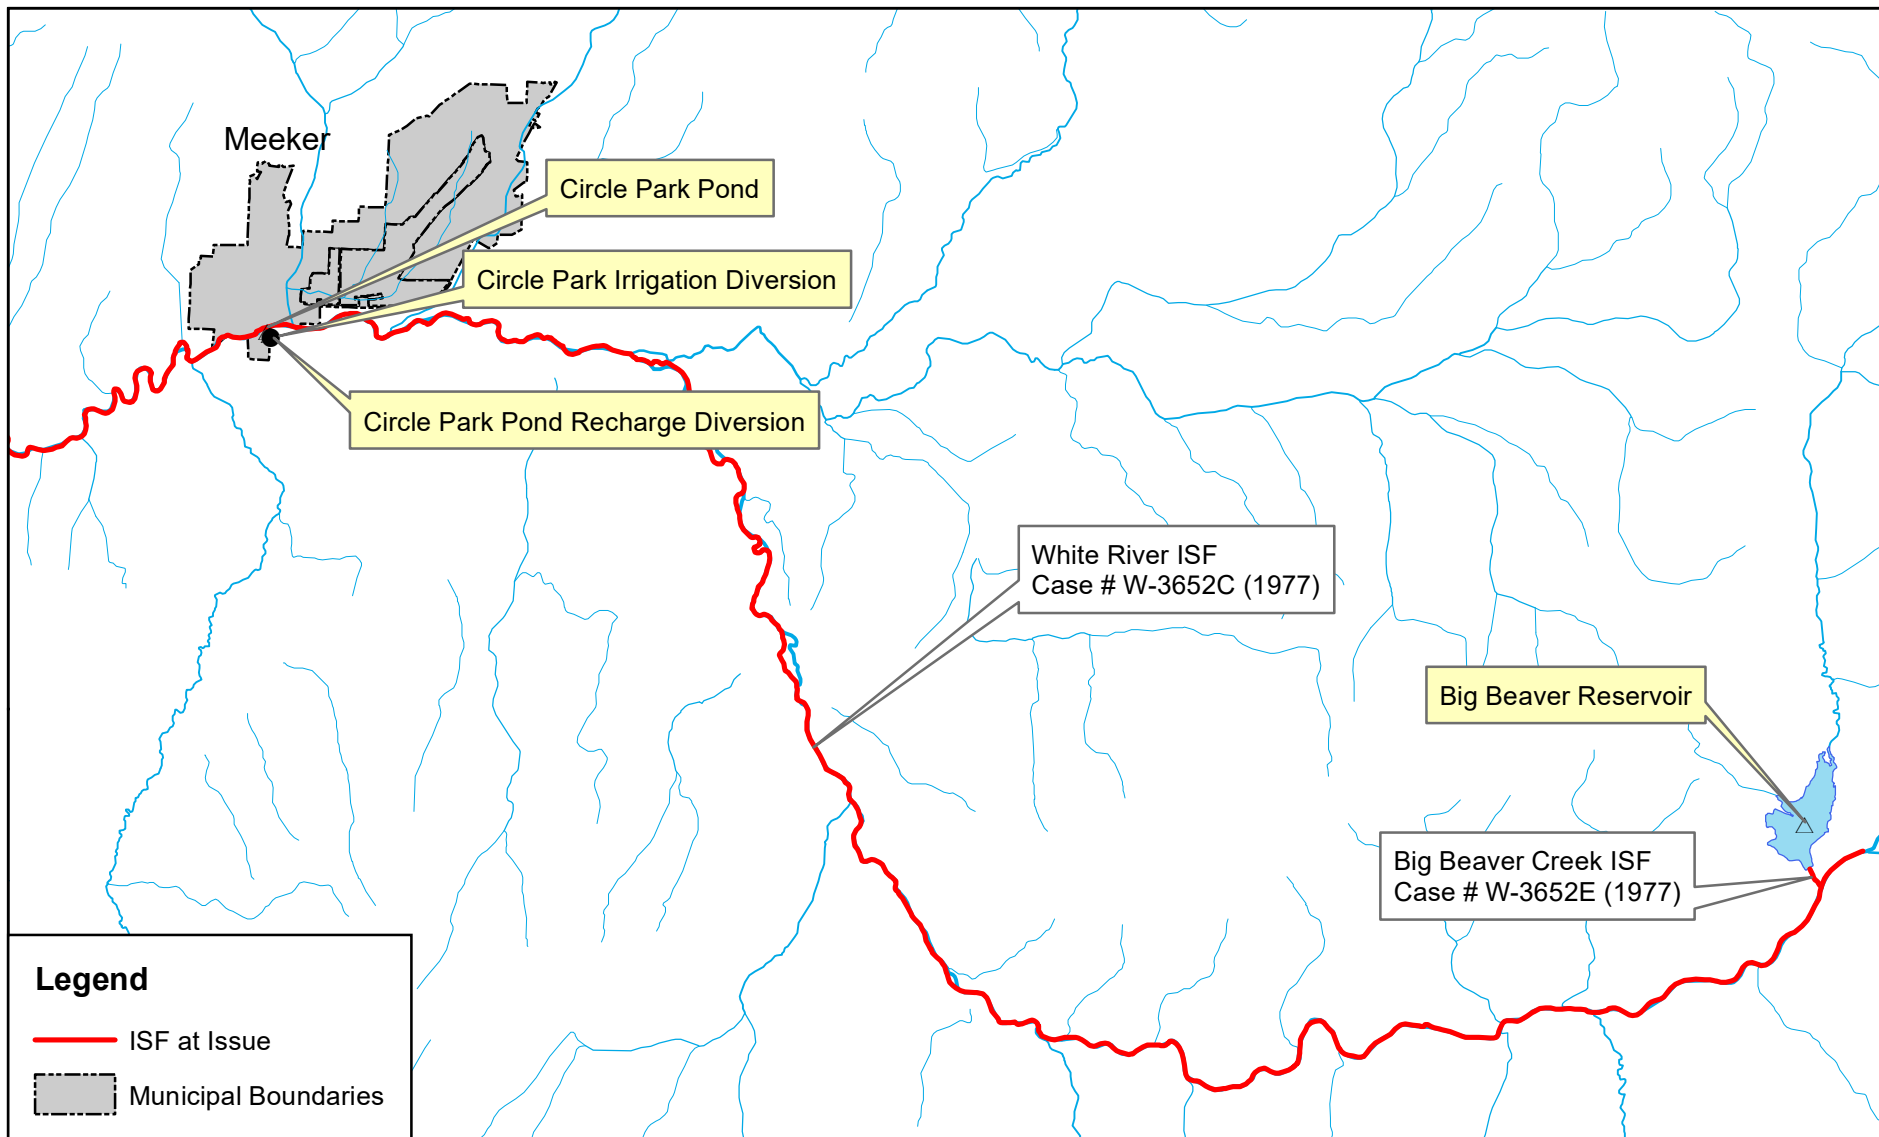 Meeker
Circle Park Pond
Circle Park Irrigation Diversion
Circle Park Pond Recharge Diversion
White River ISF
Case # W-3652C (1977)
Big Beaver Reservoir
Big Beaver Creek ISF
Case # W-3652E (1977)
Legend
ISF at Issue
Municipal Boundaries